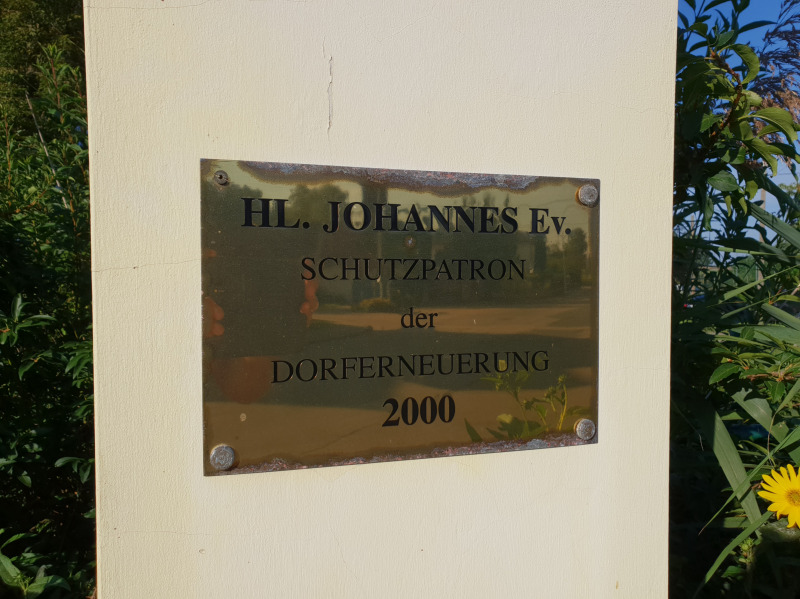 HL. JOHANNES Ev.
SCHUTZPATRON
der
DORFERNEUERUNG
2000